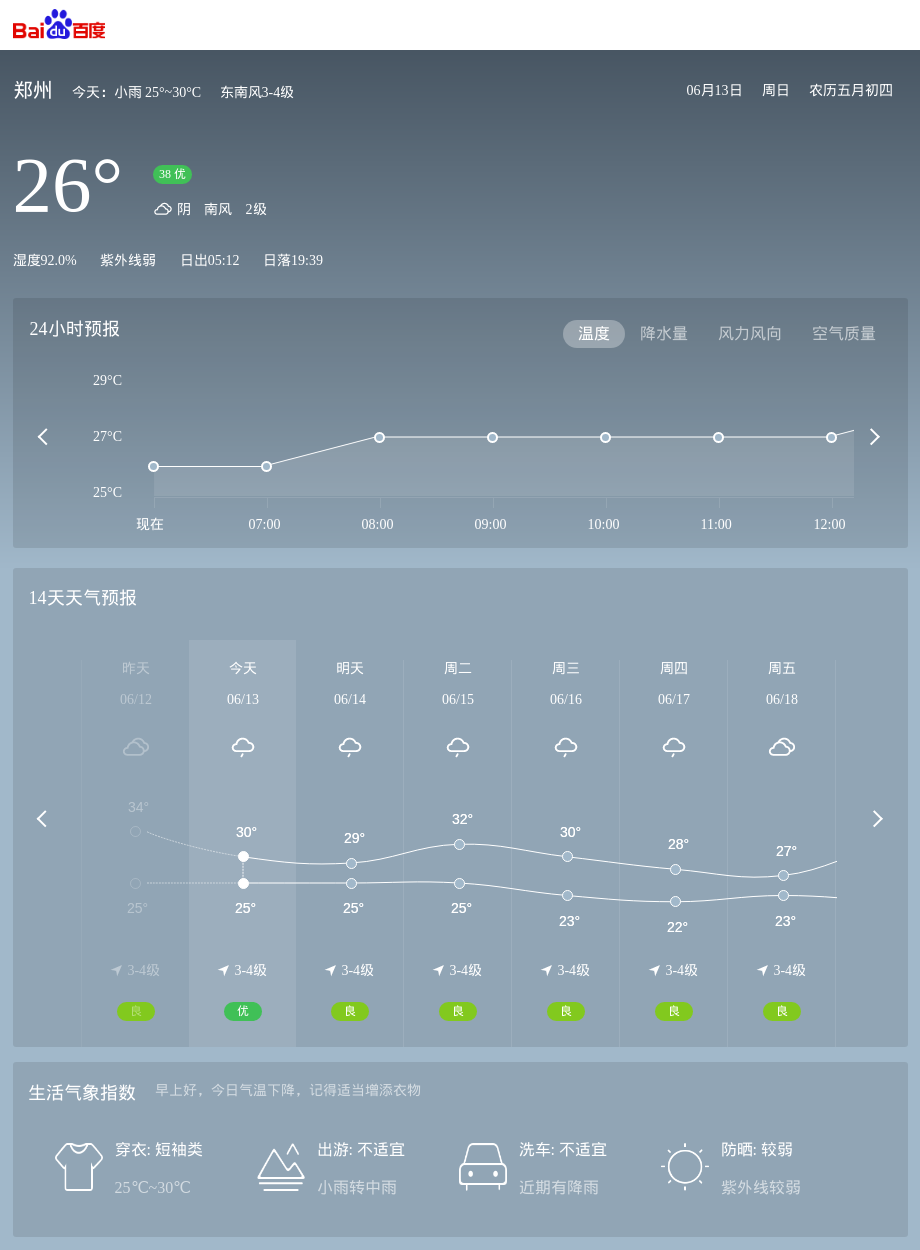 Baidu百度
郑州 今天：小雨 25°~30°C 东南风3-4级 06月13日 周日 农历五月初四
26° 38 优
阴 南风 2级
湿度92.0% 紫外线弱 日出05:12 日落19:39
24小时预报 温度 降水量 风力风向 空气质量
29°C
27°C
25°C
现在 07:00 08:00 09:00 10:00 11:00 12:00
14天天气预报
昨天 今天 明天 周二 周三 周四 周五
06/12 06/13 06/14 06/15 06/16 06/17 06/18
34° 30° 29° 32° 30° 28° 27°
25° 25° 25° 25° 23° 22° 23°
3-4级 3-4级 3-4级 3-4级 3-4级 3-4级 3-4级
良 优 良 良 良 良 良
生活气象指数 早上好，今日气温下降，记得适当增添衣物
穿衣: 短袖类 出游: 不适宜 洗车: 不适宜 防晒: 较弱
25℃~30℃ 小雨转中雨 近期有降雨 紫外线较弱